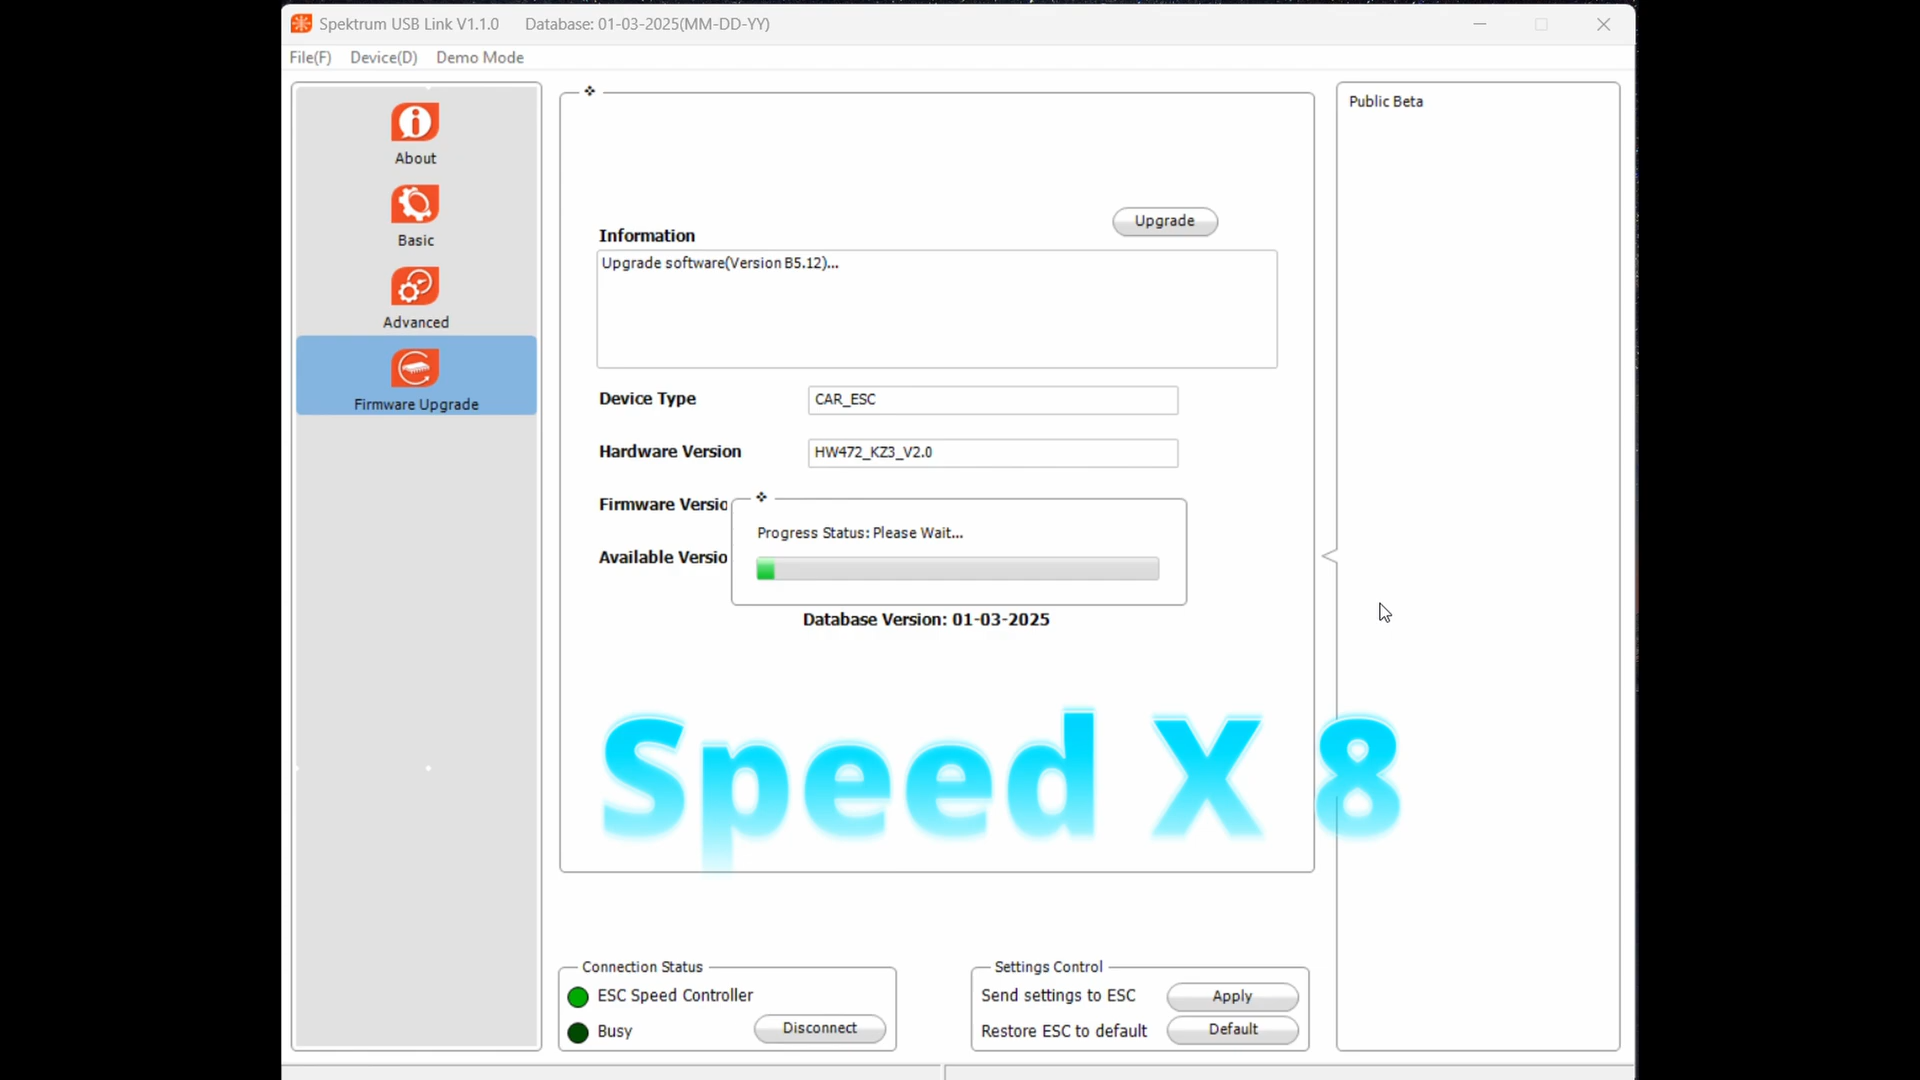 Spektrum USB Link V1.1.0 Database: 01-03-2025(MM-DD-YY)
File(F) Device(D) Demo Mode
About
Basic
Advanced
Firmware Upgrade
Upgrade
Information
Upgrade software(Version B5.12)...
Device Type CAR_ESC
Hardware Version HW472_KZ3_V2.0
Firmware Versio
Available Versio
Progress Status: Please Wait...
Database Version: 01-03-2025
Speed X 8
Connection Status
ESC Speed Controller
Busy Disconnect
Settings Control
Send settings to ESC Apply
Restore ESC to default Default
Public Beta